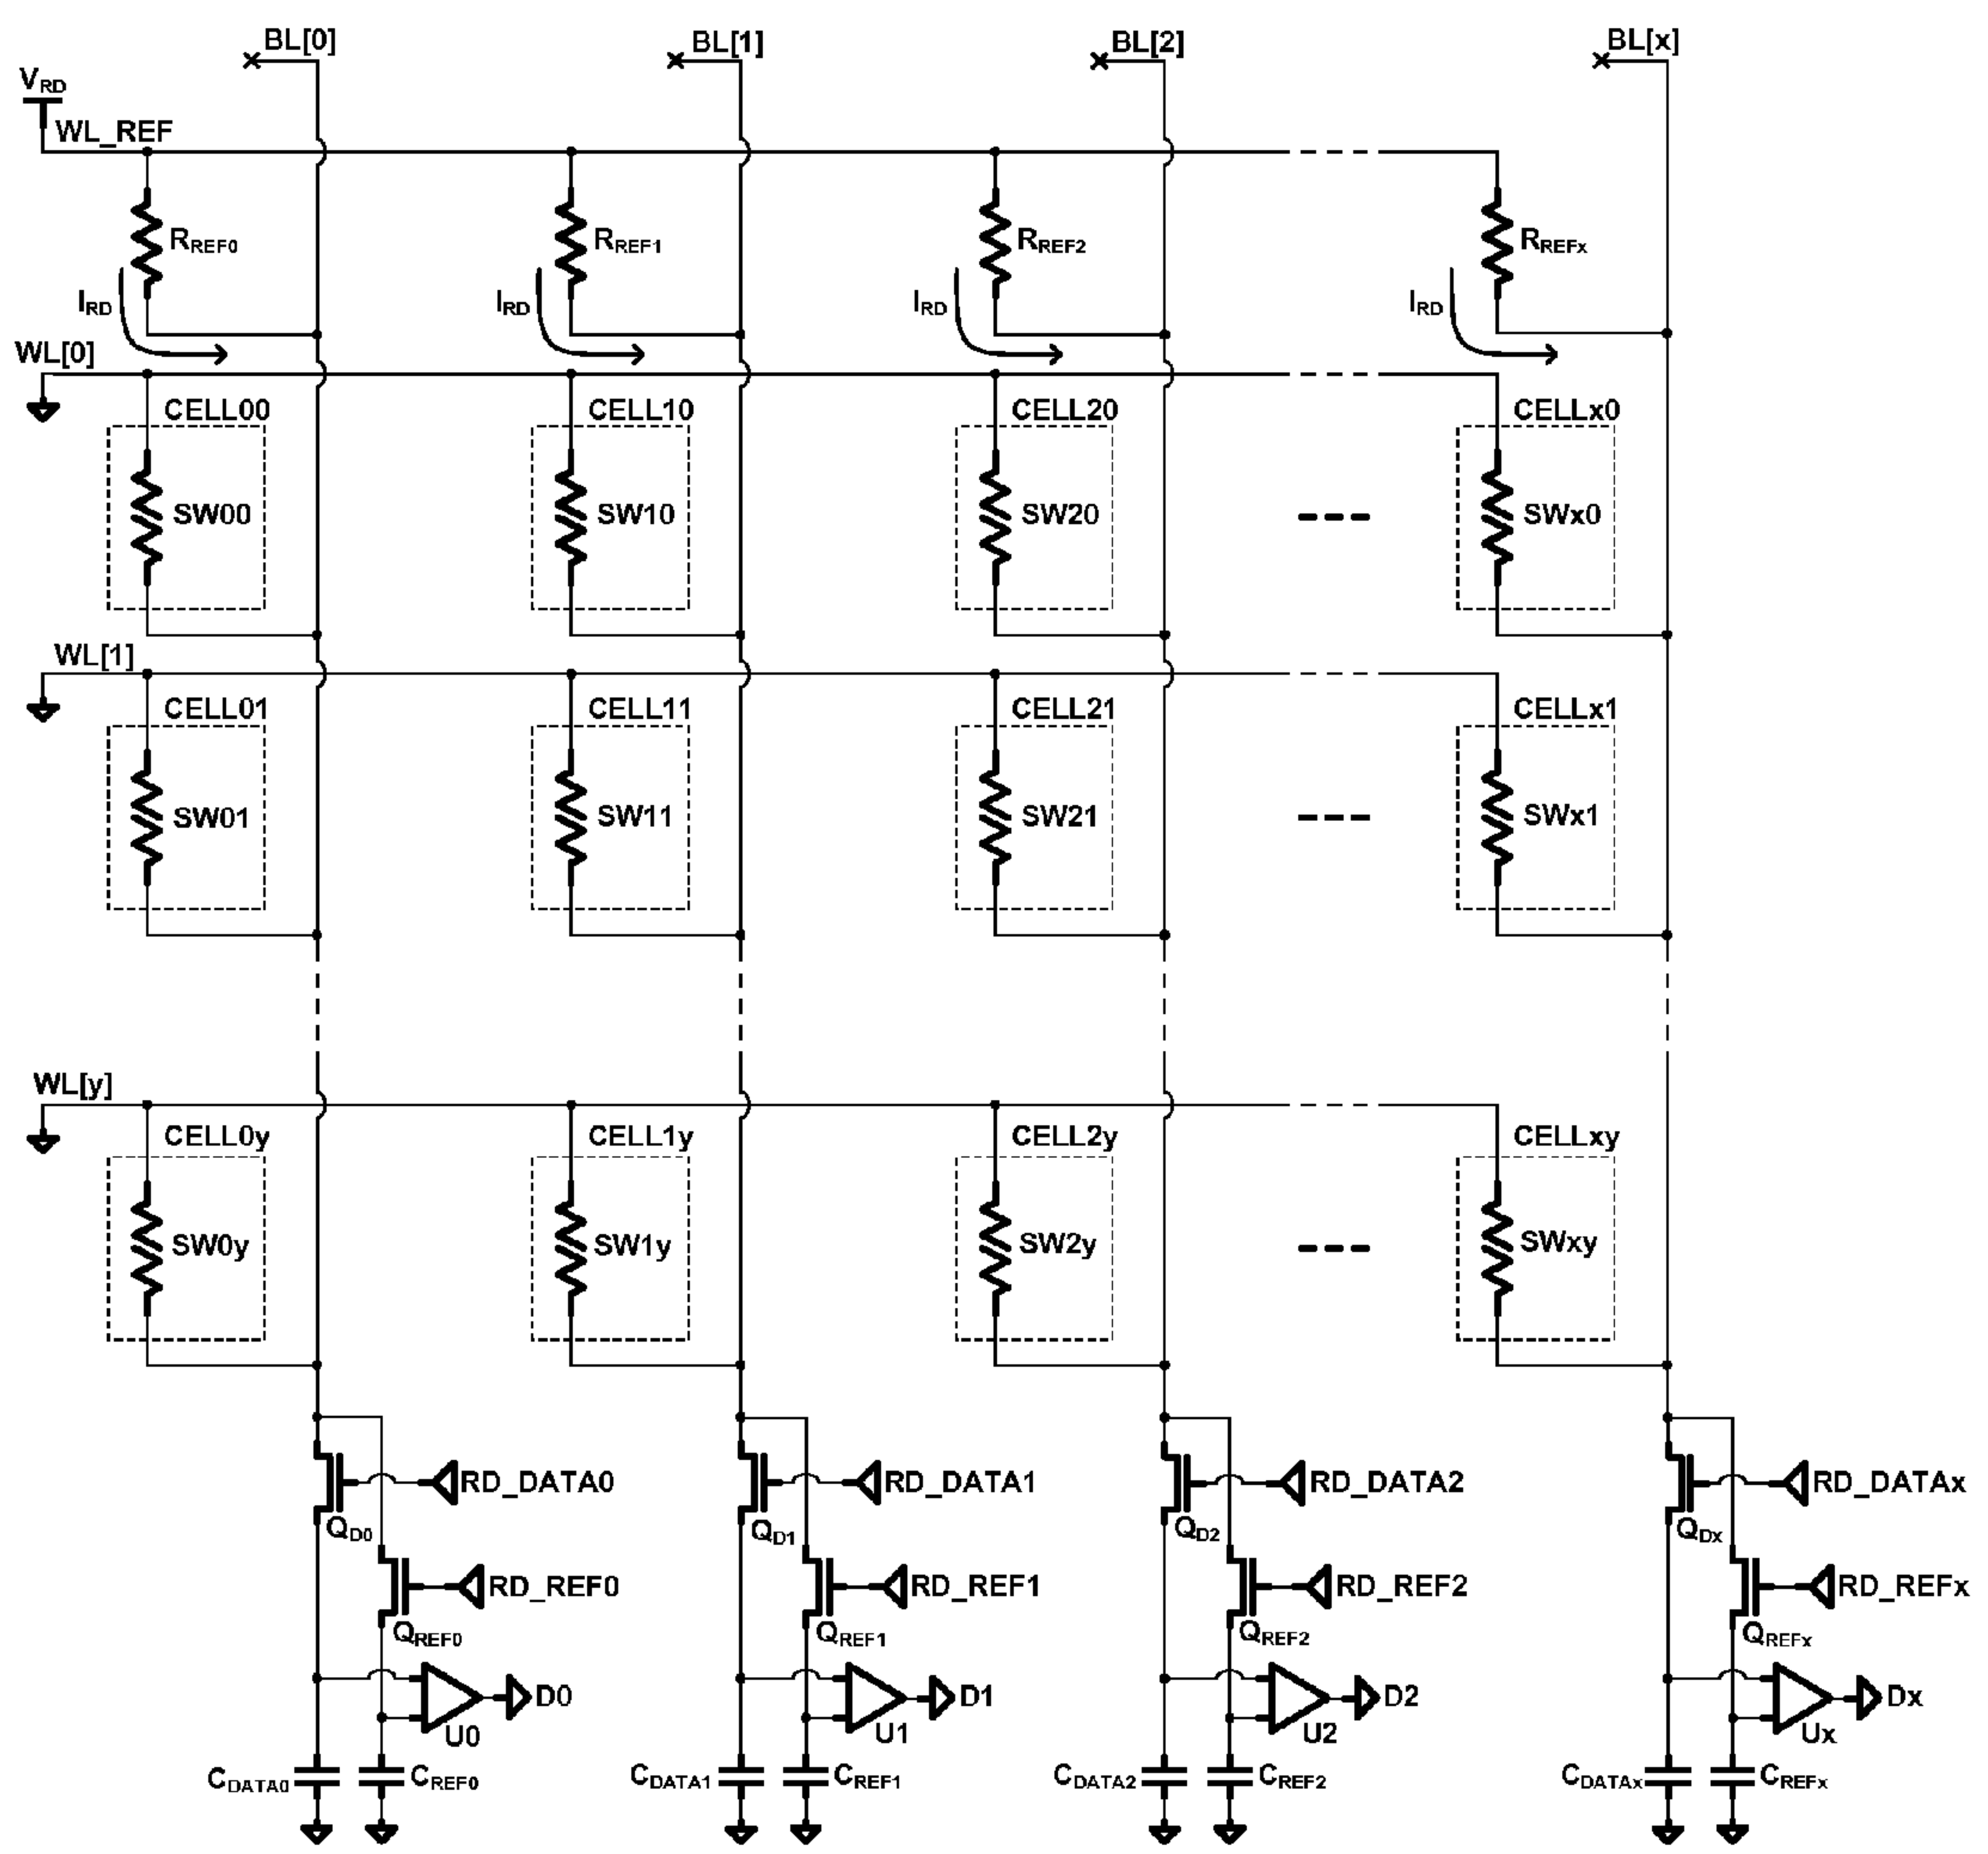 BL[0] BL[1] BL[2] BL[x]
VRD
WL_REF
RREF0 RREF1 RREF2 RREFx
IRD IRD IRD IRD
WL[0]
CELL00 CELL10 CELL20 CELLx0
SW00 SW10 SW20 SWx0
WL[1]
CELL01 CELL11 CELL21 CELLx1
SW01 SW11 SW21 SWx1
WL[y]
CELL0y CELL1y CELL2y CELLxy
SW0y SW1y SW2y SWxy
RD_DATA0 RD_DATA1 RD_DATA2 RD_DATAx
QD0 QD1 QD2 QDx
RD_REF0 RD_REF1 RD_REF2 RD_REFx
QREF0 QREF1 QREF2 QREFx
D0 D1 D2 Dx
U0 U1 U2 Ux
CDATA0 CREF0 CDATA1 CREF1 CDATA2 CREF2 CDATAx CREFx